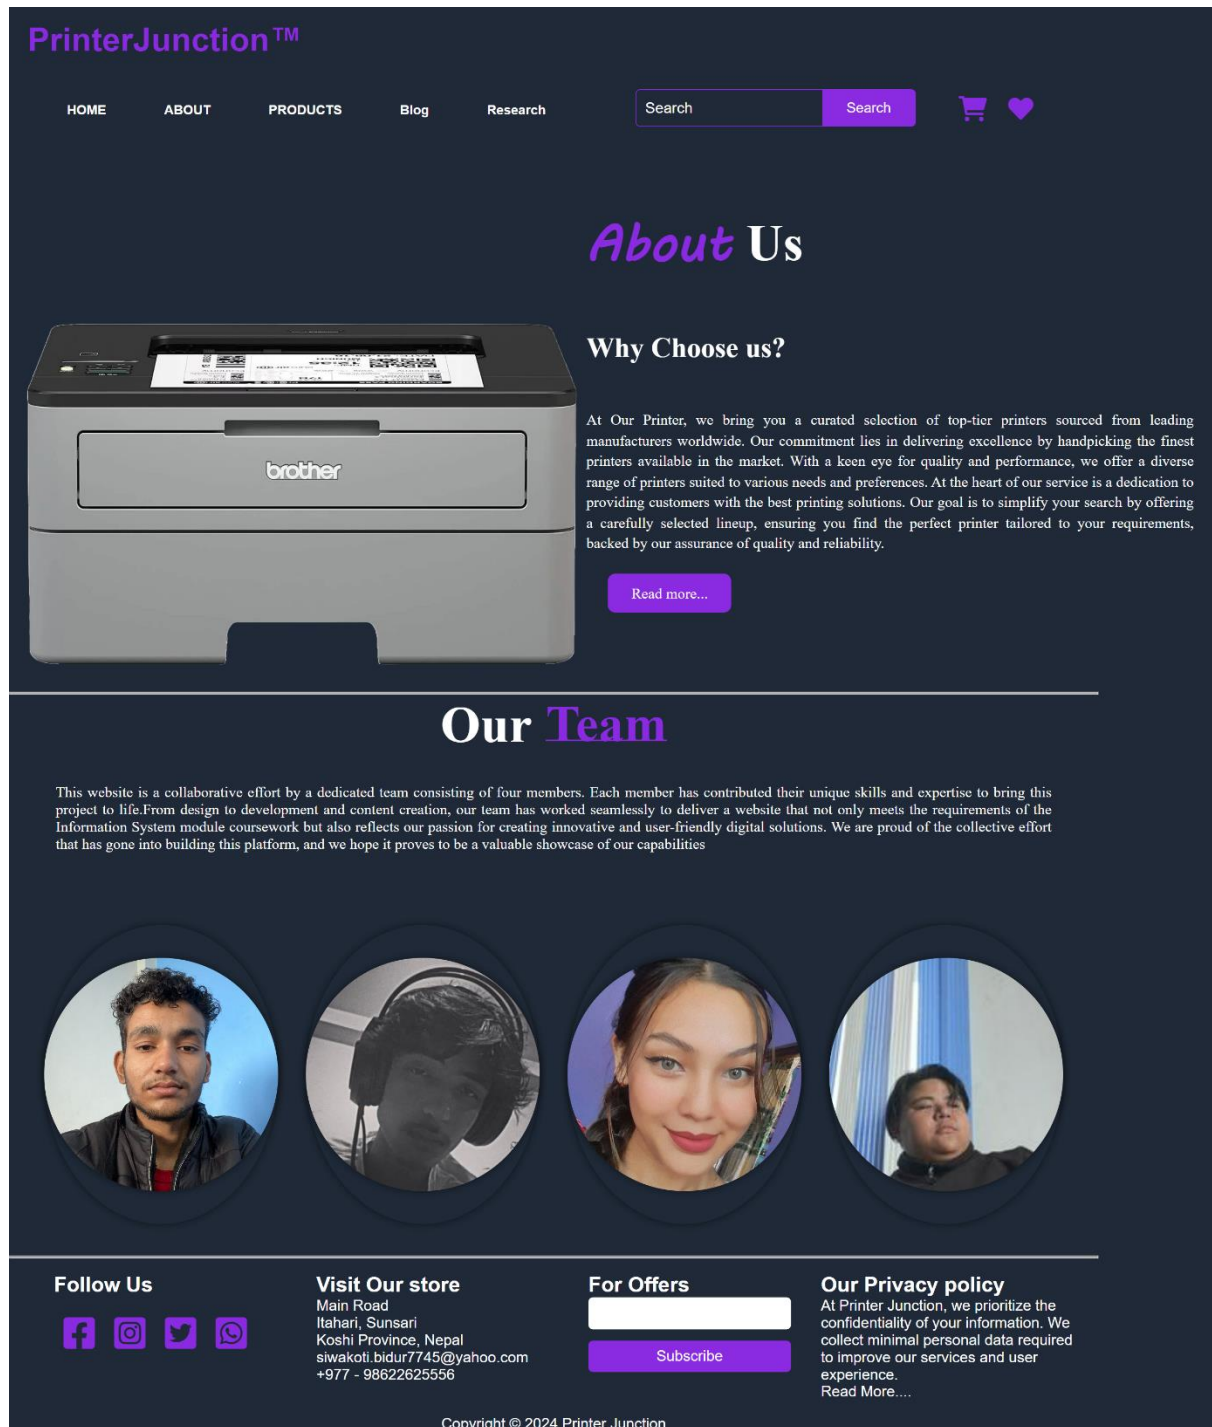 PrinterJunction™
HOME ABOUT PRODUCTS Blog Research Search Search
About Us
Why Choose us?
At Our Printer, we bring you a curated selection of top-tier printers sourced from leading
manufacturers worldwide. Our commitment lies in delivering excellence by handpicking the finest
printers available in the market. With a keen eye for quality and performance, we offer a diverse
range of printers suited to various needs and preferences. At the heart of our service is a dedication to
providing customers with the best printing solutions. Our goal is to simplify your search by offering
a carefully selected lineup, ensuring you find the perfect printer tailored to your requirements,
backed by our assurance of quality and reliability.
Read more...
brother
Our Team
This website is a collaborative effort by a dedicated team consisting of four members. Each member has contributed their unique skills and expertise to bring this
project to life.From design to development and content creation, our team has worked seamlessly to deliver a website that not only meets the requirements of the
Information System module coursework but also reflects our passion for creating innovative and user-friendly digital solutions. We are proud of the collective effort
that has gone into building this platform, and we hope it proves to be a valuable showcase of our capabilities
Follow Us
Visit Our store
Main Road
Itahari, Sunsari
Koshi Province, Nepal
siwakoti.bidur7745@yahoo.com
+977 - 98622625556
For Offers
Subscribe
Our Privacy policy
At Printer Junction, we prioritize the
confidentiality of your information. We
collect minimal personal data required
to improve our services and user
experience.
Read More....
Copyright © 2024 Printer Junction